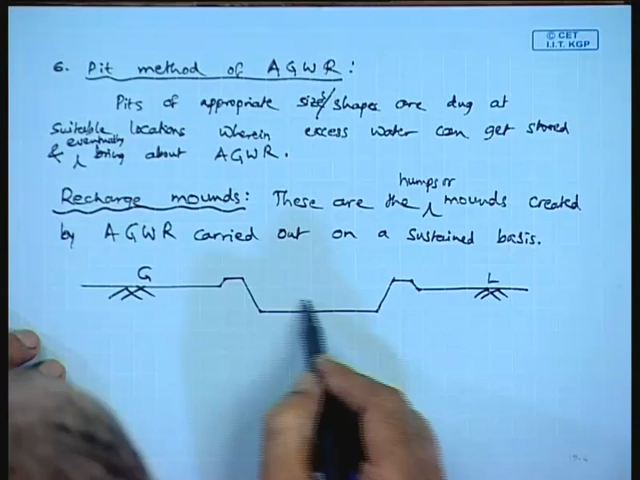 © CET
I.I.T. KGP
6. Pit method of AGWR:
Pits of appropriate sizes/shapes are dug at
suitable locations wherein excess water can get stored
& eventually bring about AGWR.
Recharge mounds: These are the humps or mounds created
by AGWR carried out on a sustained basis.
G L